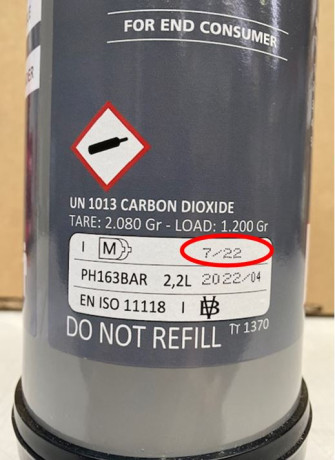 FOR END CONSUMER
UN 1013 CARBON DIOXIDE
TARE: 2.080 Gr - LOAD: 1.200 Gr
I M 7/22
PH163BAR 2,2L 2022/04
EN ISO 11118 I
DO NOT REFILL TT 1370